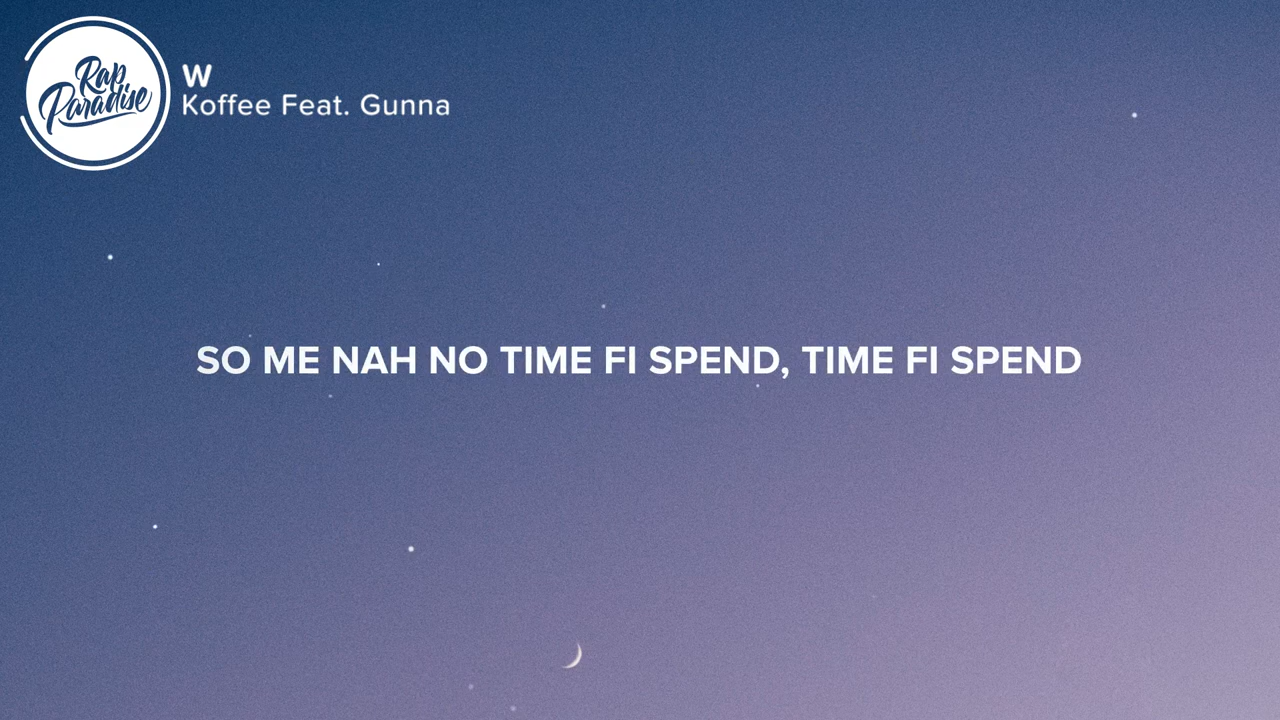 Rap
Paradise
W
Koffee Feat. Gunna
SO ME NAH NO TIME FI SPEND, TIME FI SPEND